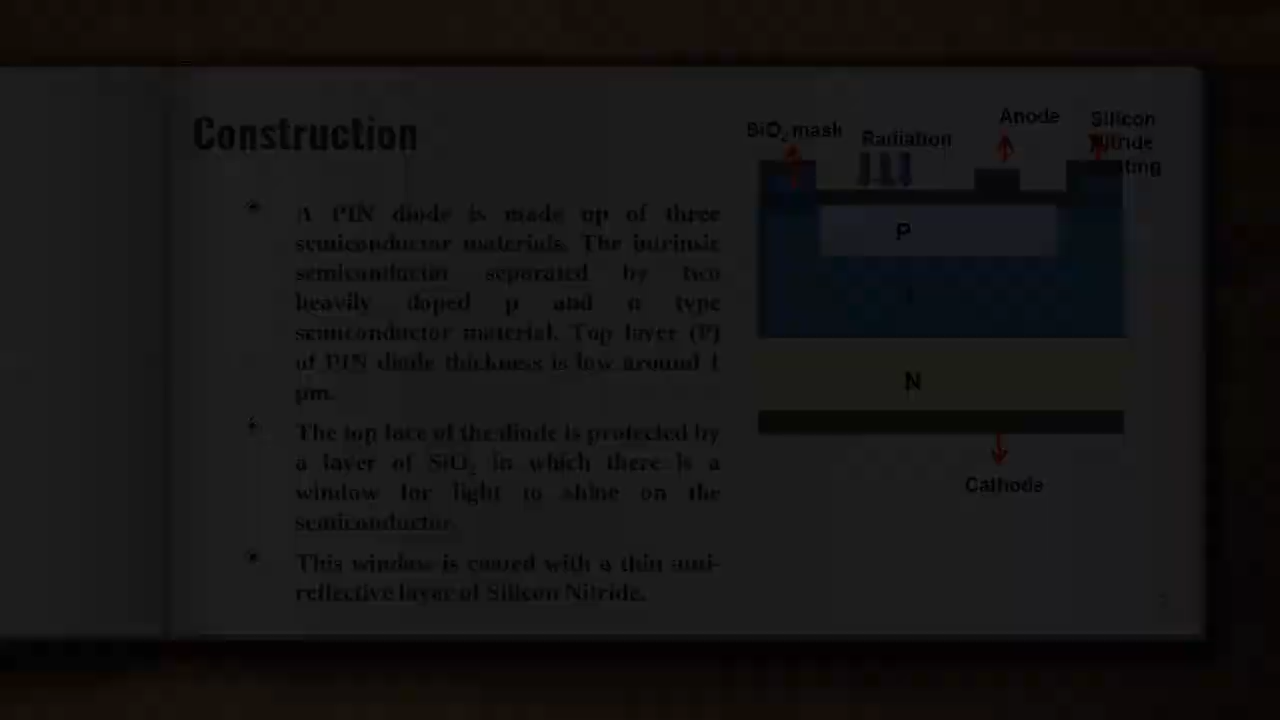 Construction
A PIN diode is made up of three
semiconductor materials. The intrinsic
semiconductor separated by two
heavily doped p and n type
semiconductor material. Top layer (P)
of PIN diode thickness is low around 1
μm.
The top face of the diode is protected by
a layer of SiO₂ in which there is a
window for light to shine on the
semiconductor.
This window is coated with a thin anti-
reflective layer of Silicon Nitride.
SiO₂ mash
Radiation
Anode
Silicon
Nitride
P
I
N
Cathode